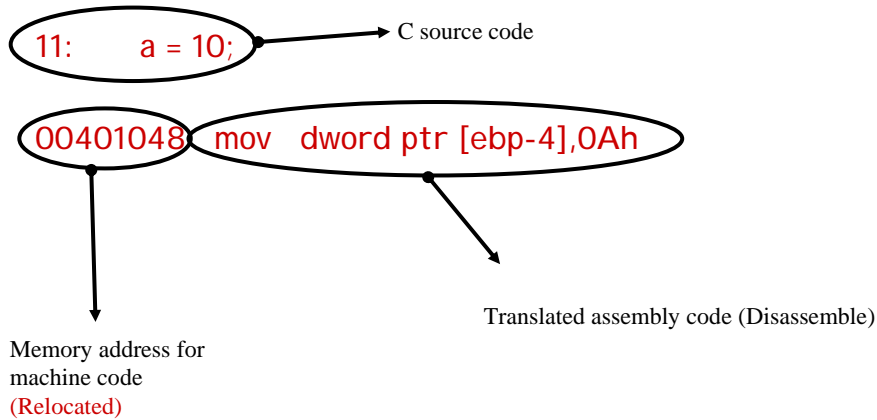 11: a = 10;
C source code
00401048 mov dword ptr [ebp-4],0Ah
Translated assembly code (Disassemble)
Memory address for
machine code
(Relocated)